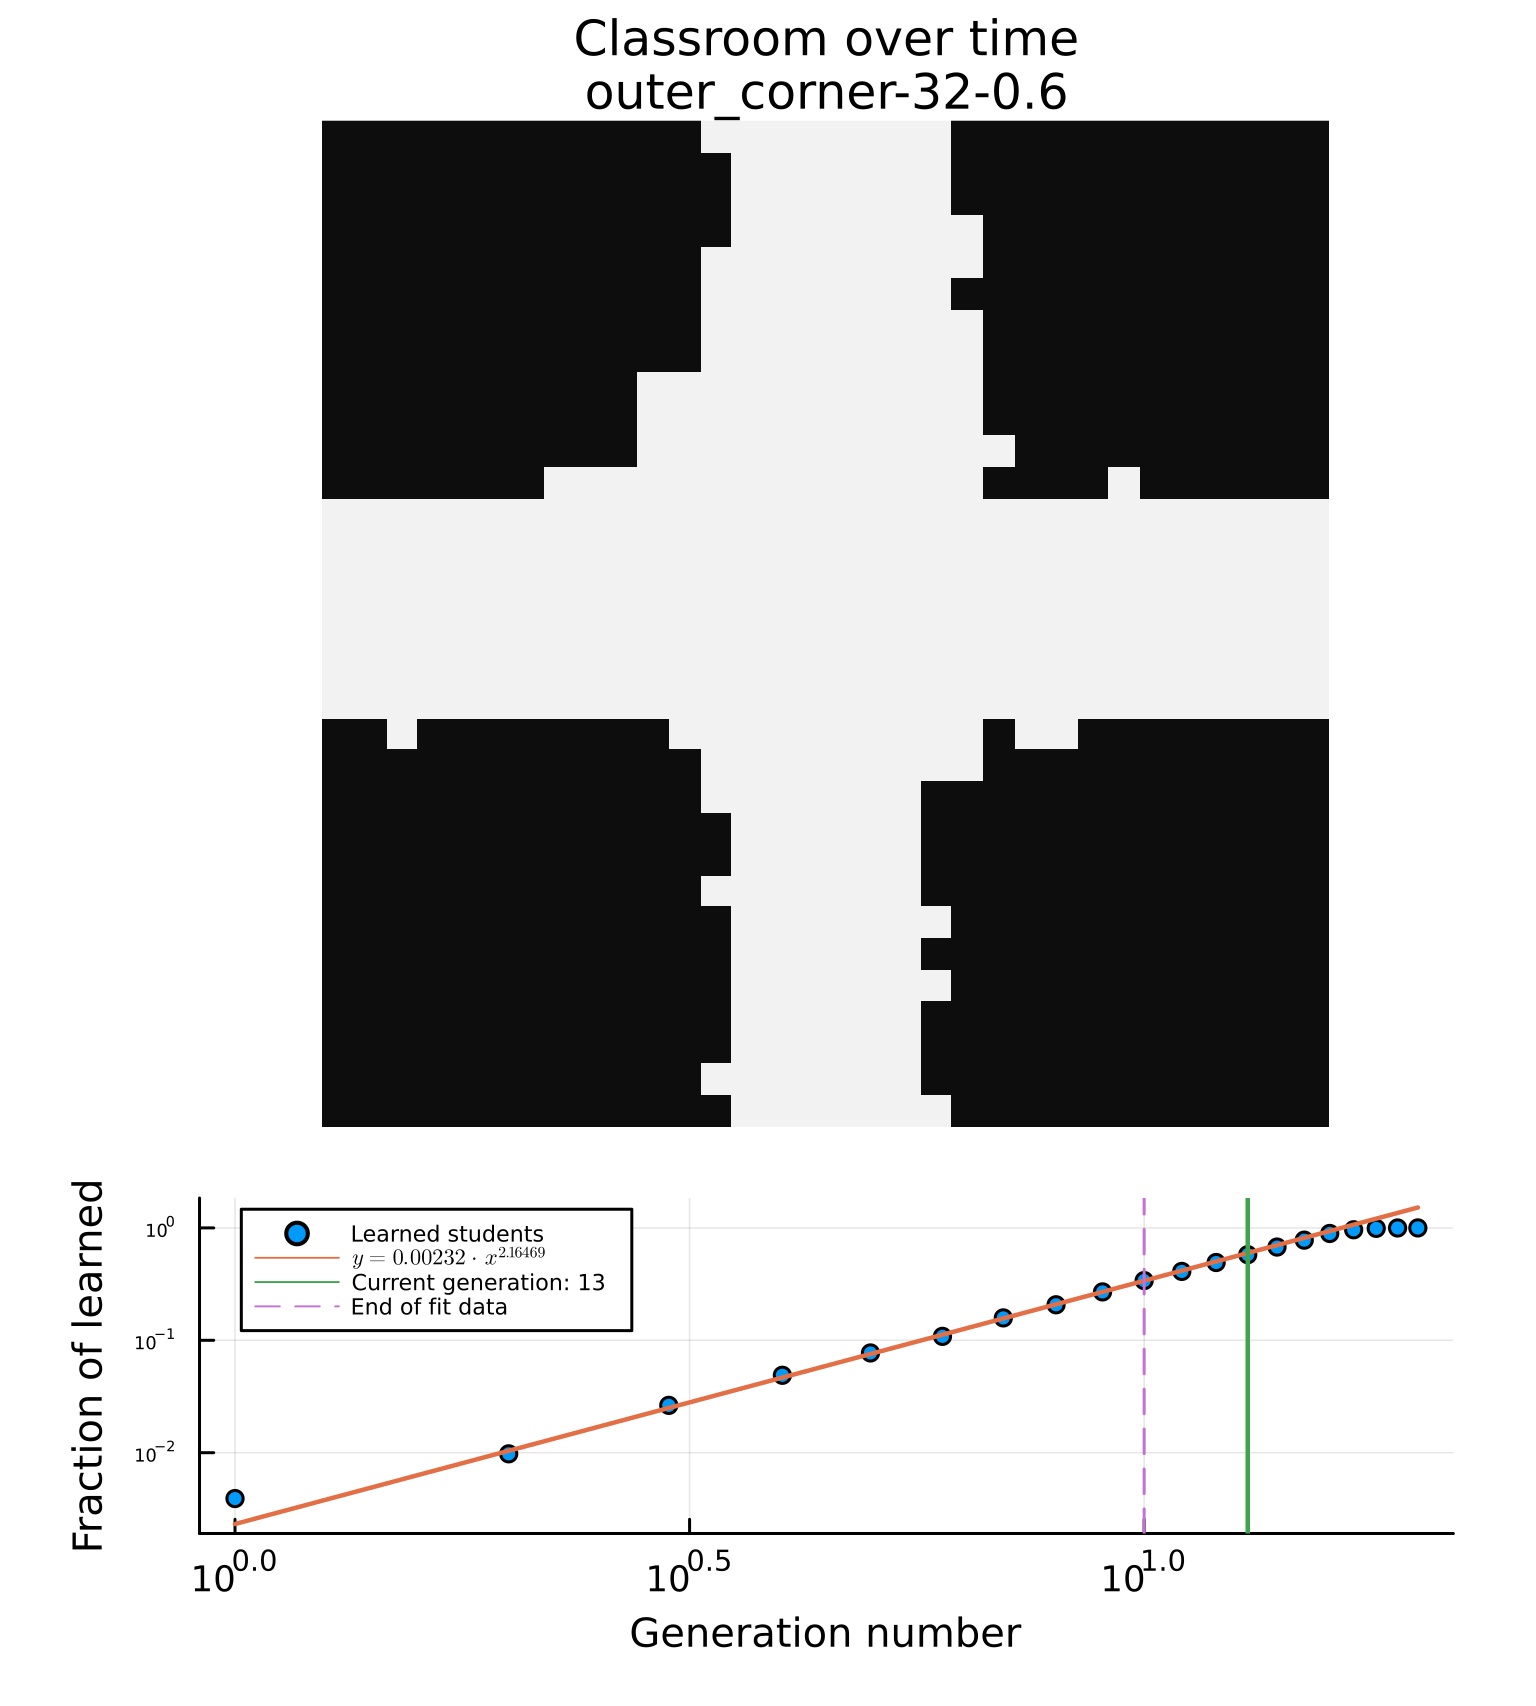 Classroom over time
outer_corner-32-0.6
Fraction of learned
10⁰
10⁻¹
10⁻²
Learned students
y = 0.00232 · x^2.16469
Current generation: 13
End of fit data
10^0.0
10^0.5
10^1.0
Generation number